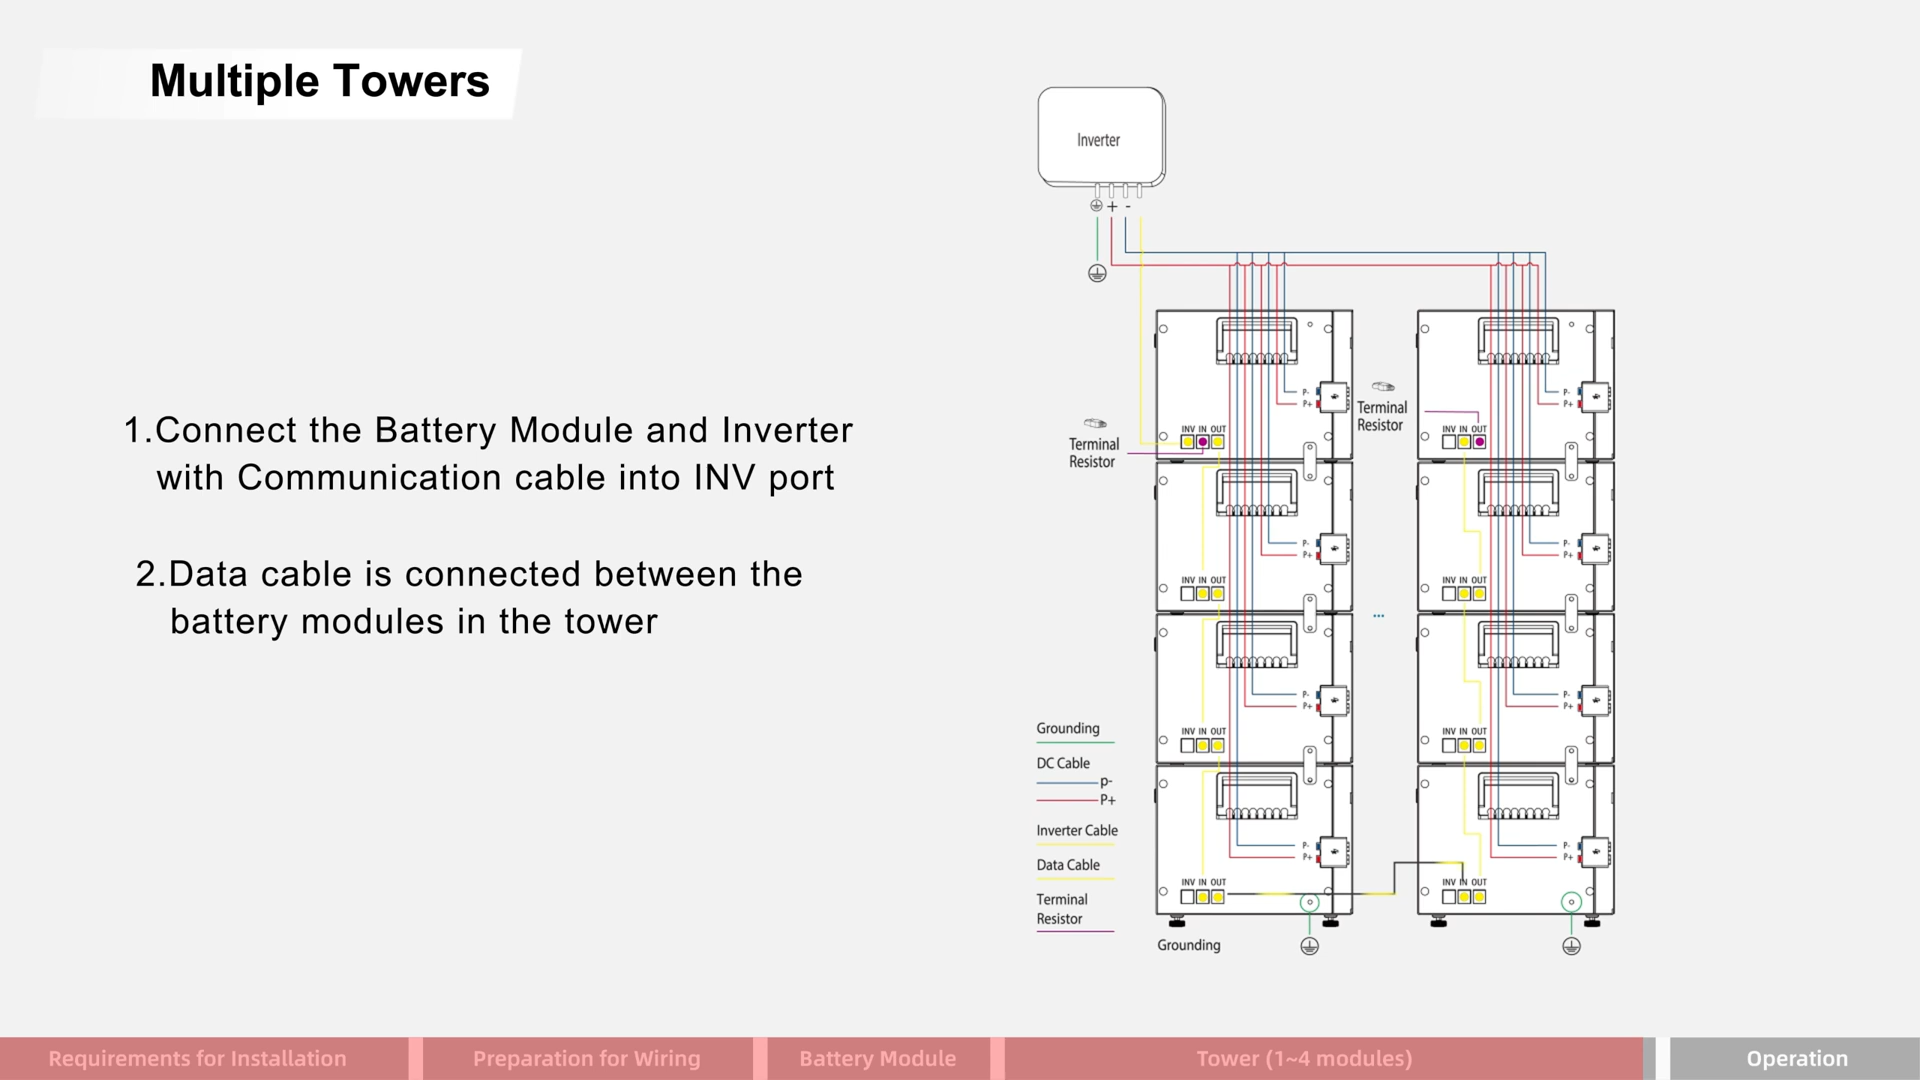 Multiple Towers
Inverter
+ -
1.Connect the Battery Module and Inverter
with Communication cable into INV port
2.Data cable is connected between the
battery modules in the tower
P-
P+
INV IN OUT
Terminal
Resistor
P-
P+
INV IN OUT
Terminal
Resistor
P-
P+
INV IN OUT
P-
P+
INV IN OUT
...
P-
P+
INV IN OUT
P-
P+
INV IN OUT
P-
P+
INV IN OUT
P-
P+
INV IN OUT
Grounding
DC Cable
p-
P+
Inverter Cable
Data Cable
Terminal
Resistor
Grounding
Requirements for Installation
Preparation for Wiring
Battery Module
Tower (1~4 modules)
Operation